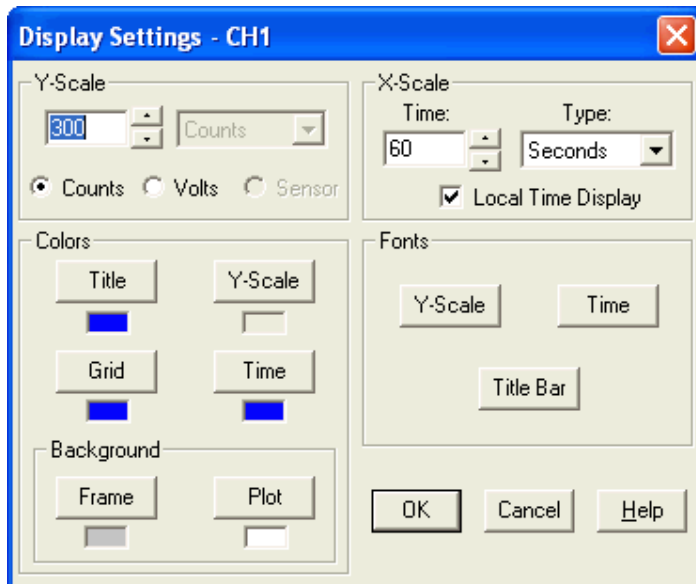 Display Settings - CH1
Y-Scale
300
Counts
Counts
Volts
Sensor
X-Scale
Time:
Type:
60
Seconds
Local Time Display
Colors
Title
Y-Scale
Grid
Time
Background
Frame
Plot
Fonts
Y-Scale
Time
Title Bar
OK
Cancel
Help